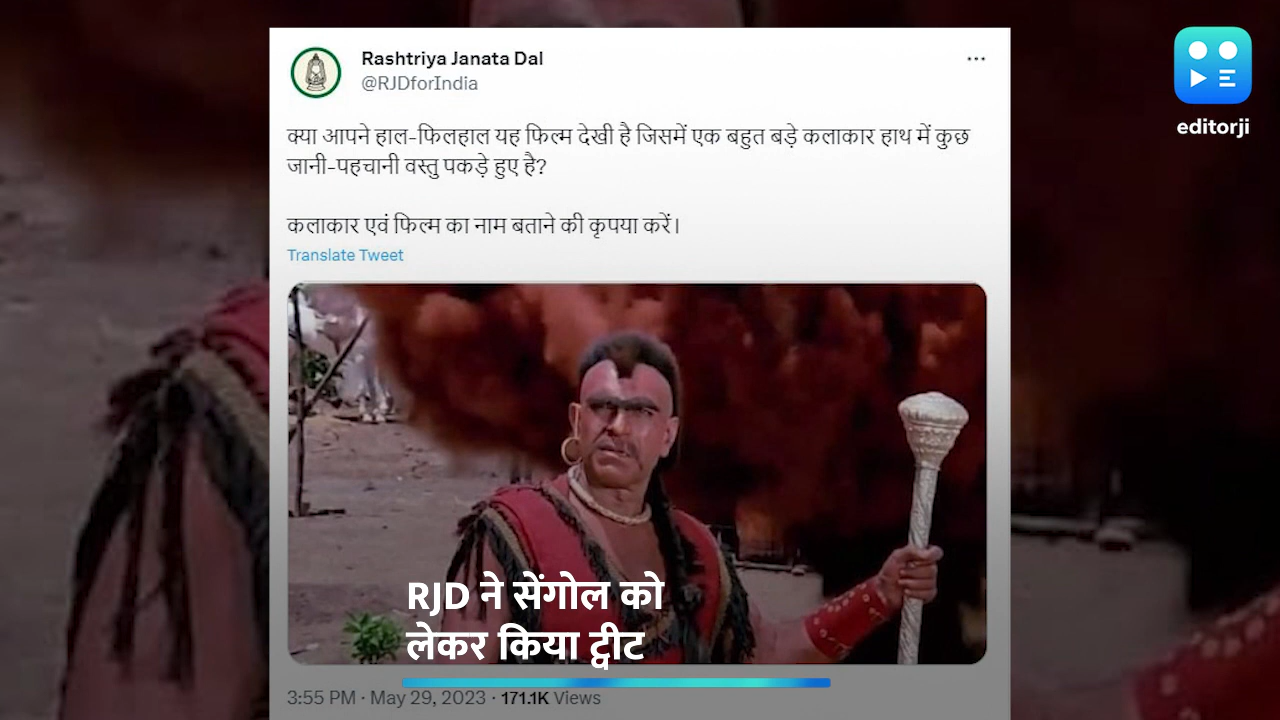 Rashtriya Janata Dal
@RJDforIndia
editorji
क्या आपने हाल-फिलहाल यह फिल्म देखी है जिसमें एक बहुत बड़े कलाकार हाथ में कुछ
जानी-पहचानी वस्तु पकड़े हुए है?
कलाकार एवं फिल्म का नाम बताने की कृपया करें।
Translate Tweet
RJD ने सेंगोल को
लेकर किया ट्वीट
3:55 PM · May 29, 2023 · 171.1K Views